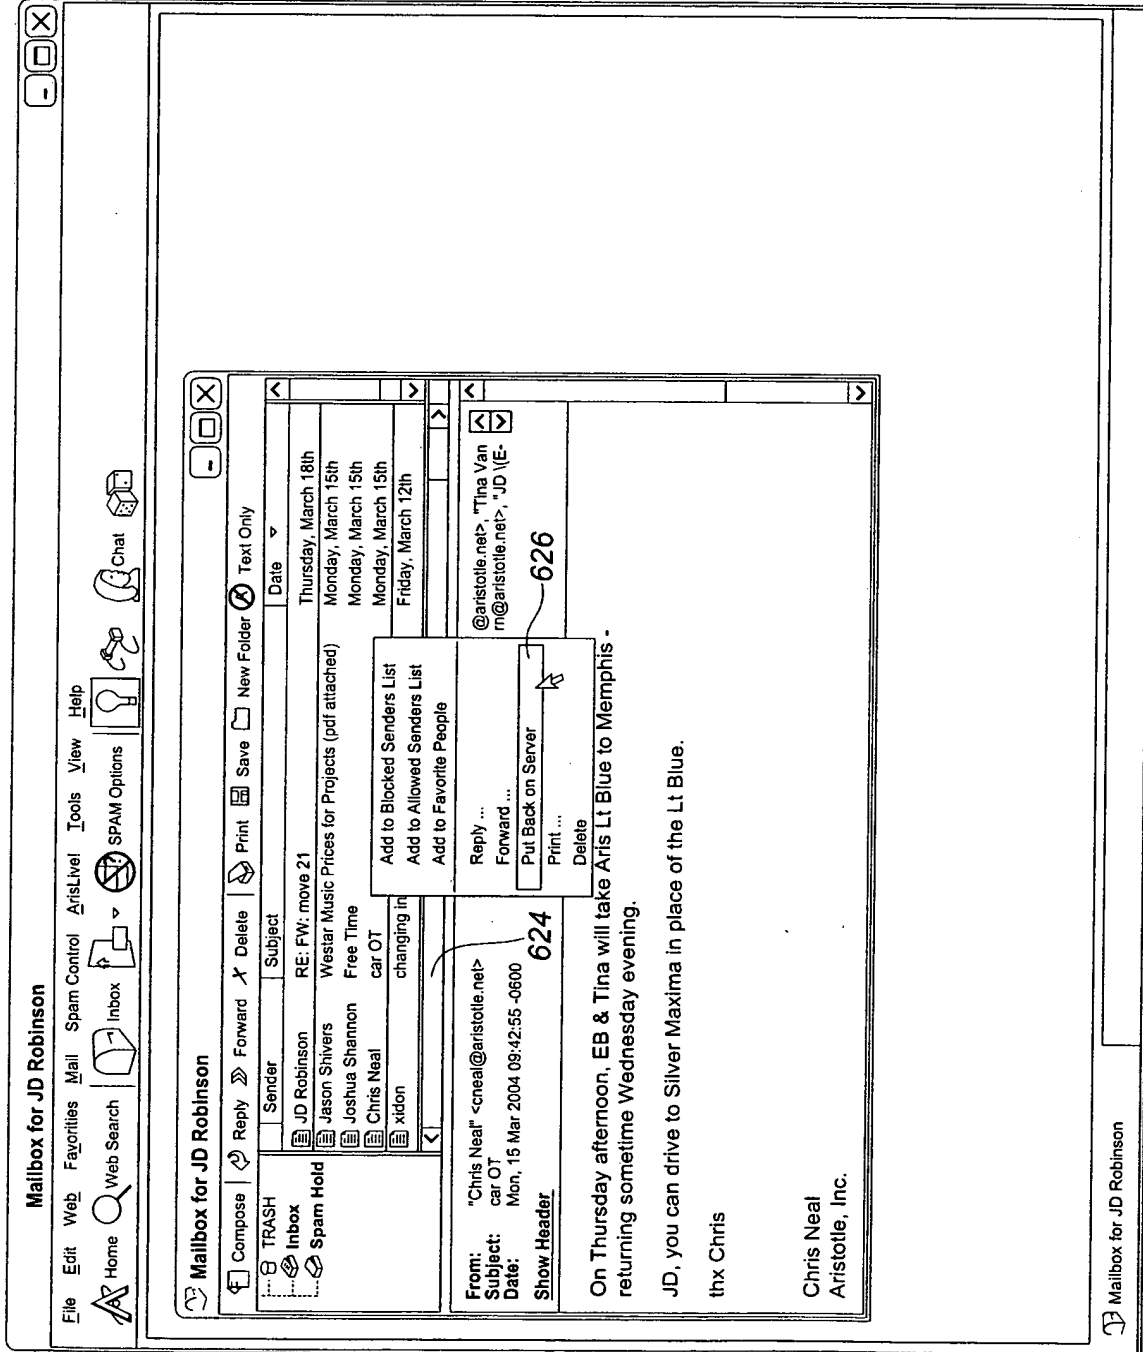 Mailbox for JD Robinson
File Edit Web Favorities Mail Spam Control ArisLive! Tools View Help
Home Web Search Inbox SPAM Options Chat
Mailbox for JD Robinson
Compose Reply Forward X Delete Print Save New Folder Text Only
TRASH
Inbox
Spam Hold
Sender Subject Date
JD Robinson RE: FW: move 21 Thursday, March 18th
Jason Shivers Westar Music Prices for Projects (pdf attached) Monday, March 15th
Joshua Shannon Free Time Monday, March 15th
Chris Neal car OT Monday, March 15th
xidon changing in Friday, March 12th
Add to Blocked Senders List
Add to Allowed Senders List
Add to Favorite People
Reply ...
Forward ...
Put Back on Server
Print ...
Delete
626
624
From: "Chris Neal" <cneal@aristotle.net> @aristotle.net>, "Tina Van
Subject: car OT rn@aristotle.net>, "JD \(E-
Date: Mon, 15 Mar 2004 09:42:55 -0600
Show Header
On Thursday afternoon, EB & Tina will take Aris Lt Blue to Memphis -
returning sometime Wednesday evening.
JD, you can drive to Silver Maxima in place of the Lt Blue.
thx Chris
Chris Neal
Aristotle, Inc.
Mailbox for JD Robinson